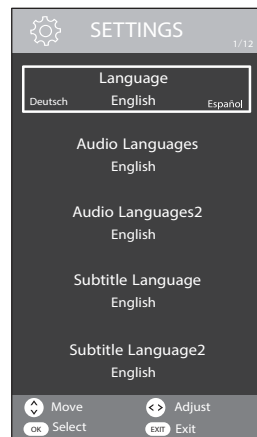 SETTINGS
1/12
Language
Deutsch English Español
Audio Languages
English
Audio Languages2
English
Subtitle Language
English
Subtitle Language2
English
Move Adjust
OK Select EXIT Exit